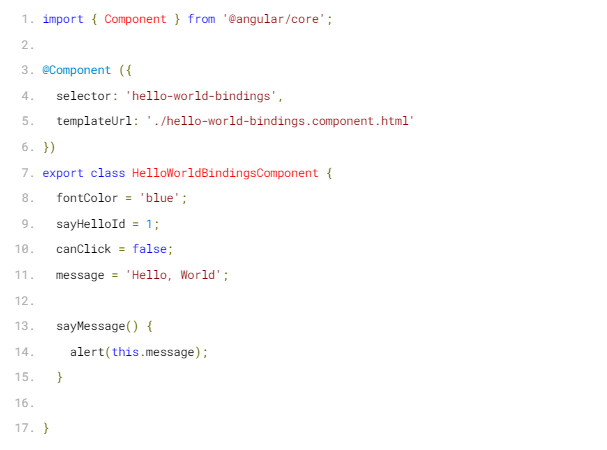 1. import { Component } from '@angular/core';
2.
3. @Component ({
4.   selector: 'hello-world-bindings',
5.   templateUrl: './hello-world-bindings.component.html'
6. })
7. export class HelloWorldBindingsComponent {
8.   fontColor = 'blue';
9.   sayHelloId = 1;
10.   canClick = false;
11.   message = 'Hello, World';
12.
13.   sayMessage() {
14.     alert(this.message);
15.   }
16.
17. }